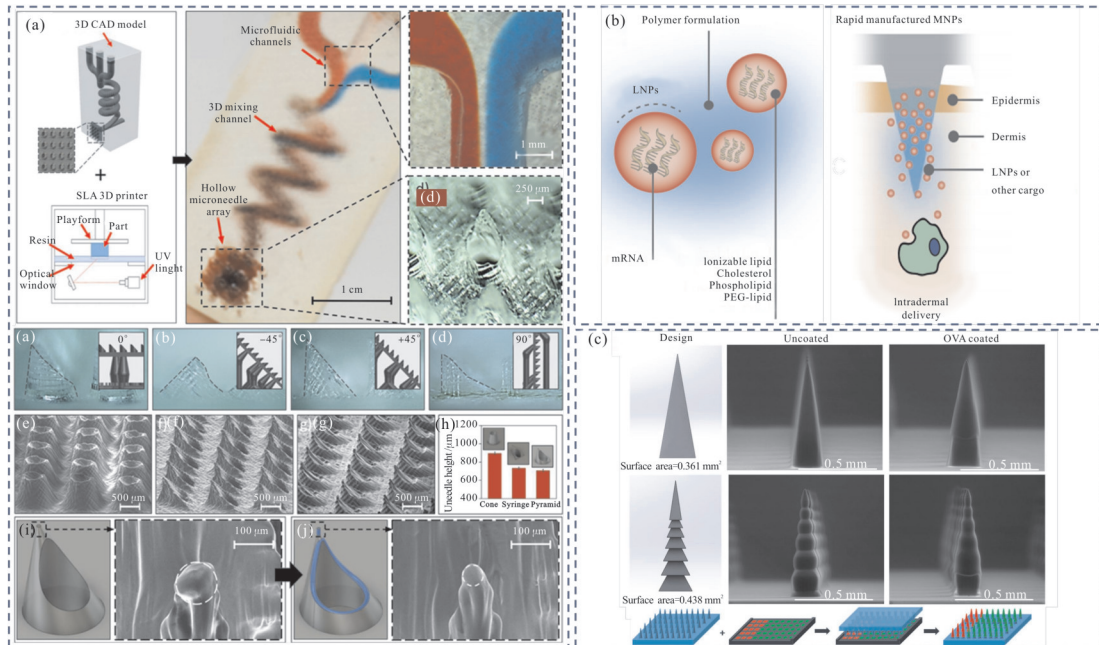 (a)
3D CAD model
+
SLA 3D printer
Playform
Part
Resin
Optical
window
UV
linght
Microfluidic
channels
3D mixing
channel
Hollow
microneedle
array
1 cm
1 mm
(d)
250 μm
(a)
0°
(b)
−45°
(c)
+45°
(d)
90°
(e)
500 μm
(f)
500 μm
(g)
500 μm
(h)
Uneedle height /μm
1200
1000
800
600
400
Cone Syringe Pyramid
(i)
100 μm
(j)
100 μm
(b)
Polymer formulation
LNPs
mRNA
Ionizable lipid
Cholesterol
Phospholipid
PEG-lipid
Rapid manufactured MNPs
Epidermis
Dermis
LNPs or
other cargo
Intradermal
delivery
(c)
Design
Uncoated
OVA coated
Surface area=0.361 mm²
0.5 mm
0.5 mm
Surface area=0.438 mm²
0.5 mm
0.5 mm
+